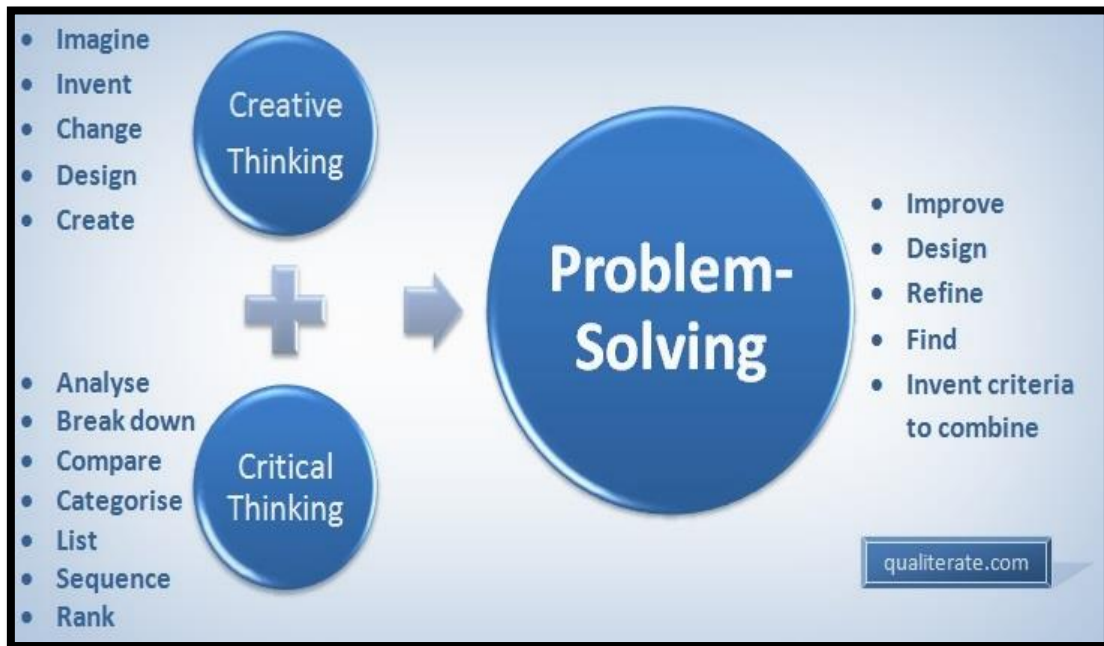 • Imagine
• Invent
• Change
• Design
• Create
Creative
Thinking
• Analyse
• Break down
• Compare
• Categorise
• List
• Sequence
• Rank
Critical
Thinking
Problem-
Solving
• Improve
• Design
• Refine
• Find
• Invent criteria
to combine
qualiterate.com